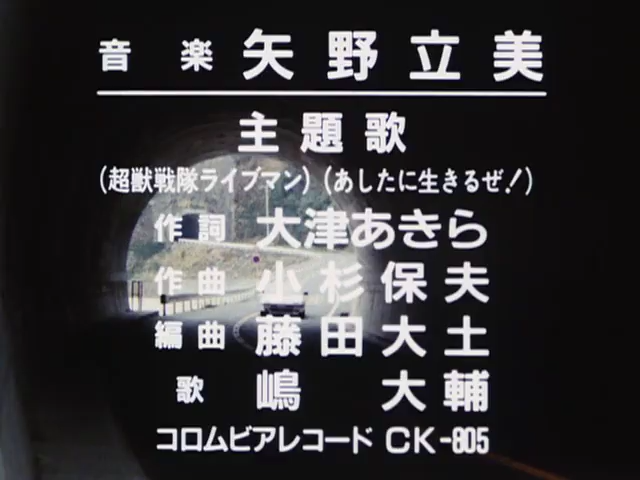 音楽 矢野立美
主題歌
(超獣戦隊ライブマン)(あしたに生きるぜ!)
作詞 大津あきら
作曲 小杉保夫
編曲 藤田大土
歌 嶋大輔
コロムビアレコード CK-805